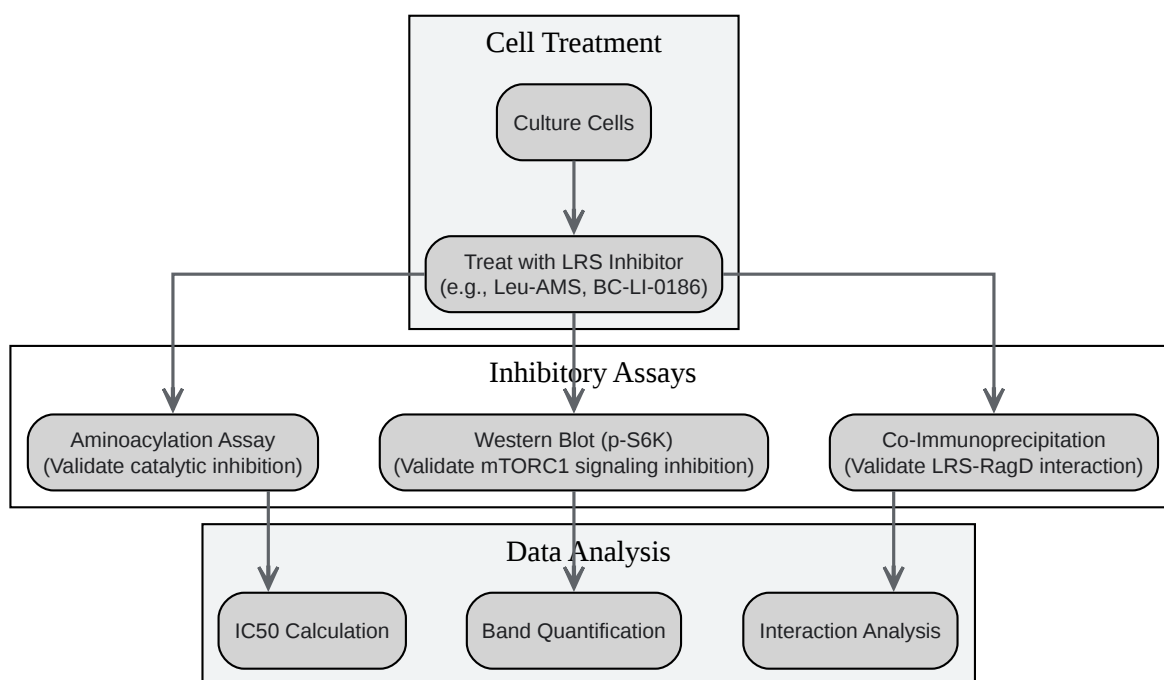 Cell Treatment
Culture Cells
Treat with LRS Inhibitor
(e.g., Leu-AMS, BC-LI-0186)
Inhibitory Assays
Aminoacylation Assay
(Validate catalytic inhibition)
Western Blot (p-S6K)
(Validate mTORC1 signaling inhibition)
Co-Immunoprecipitation
(Validate LRS-RagD interaction)
Data Analysis
IC50 Calculation
Band Quantification
Interaction Analysis